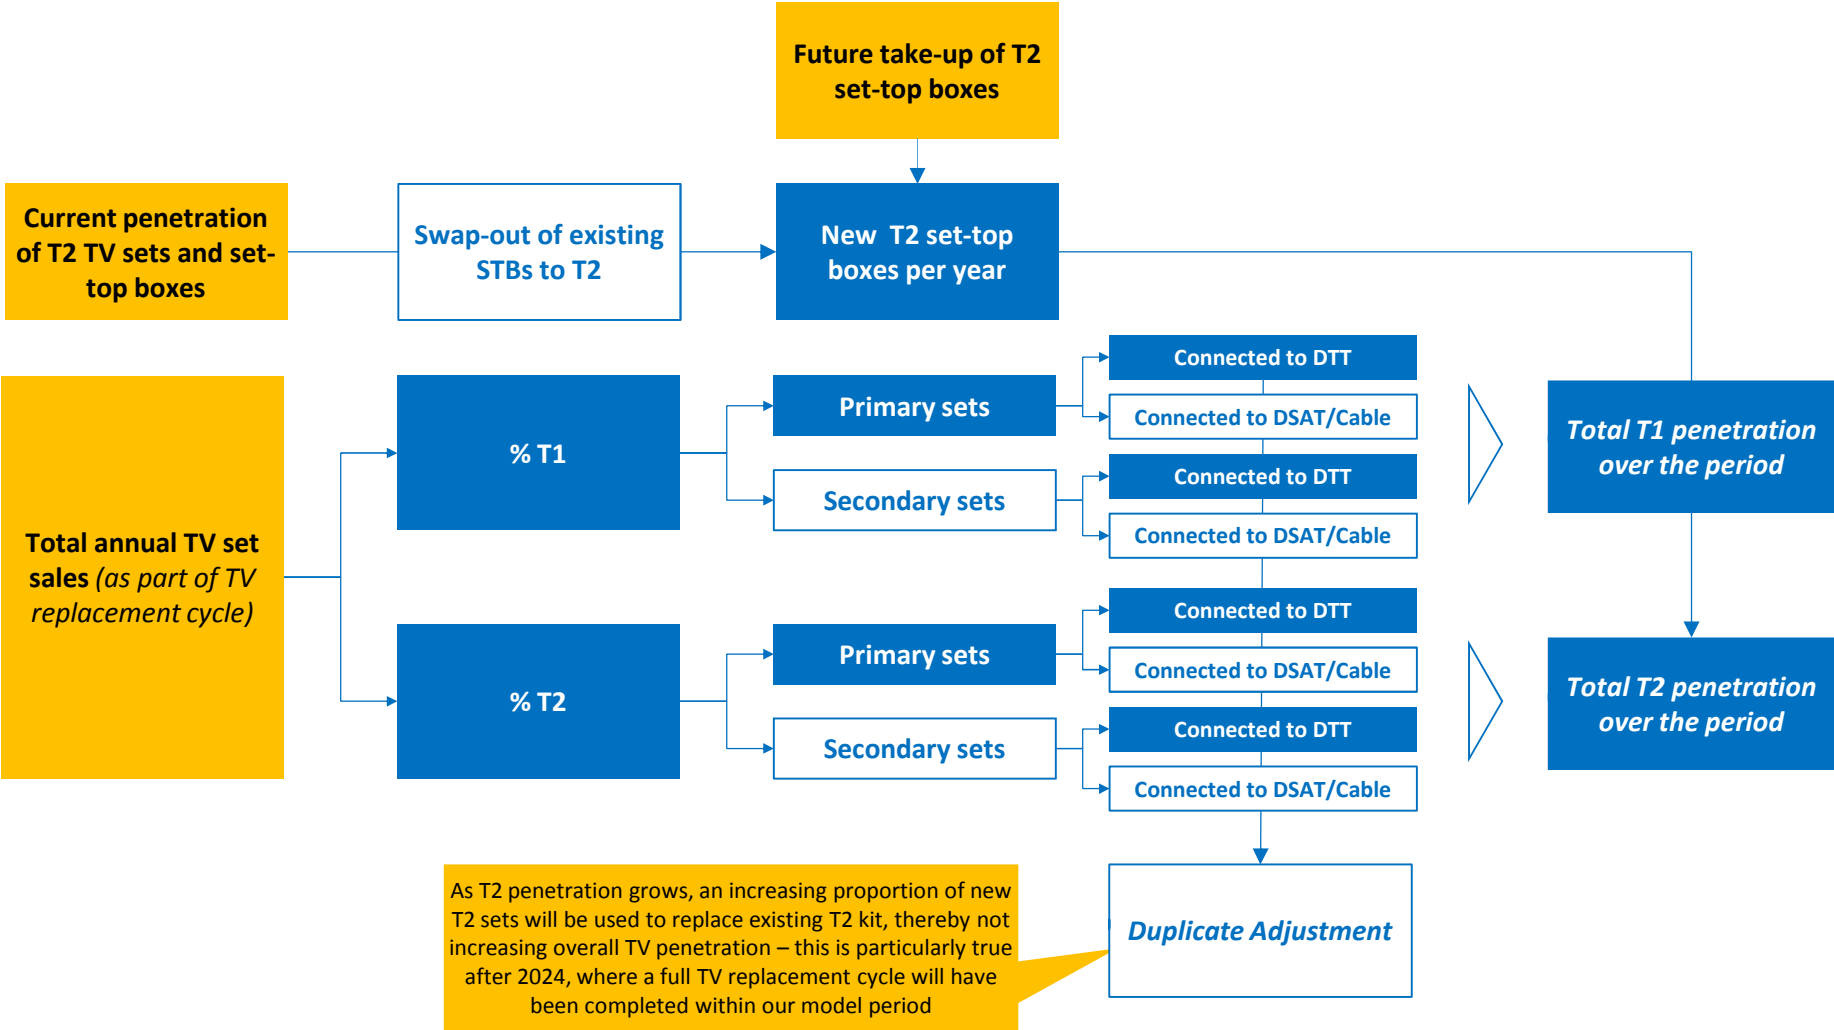 Future take-up of T2
set-top boxes
Current penetration
of T2 TV sets and set-
top boxes
Swap-out of existing
STBs to T2
New T2 set-top
boxes per year
Total annual TV set
sales (as part of TV
replacement cycle)
% T1
Primary sets
Secondary sets
Connected to DTT
Connected to DSAT/Cable
Connected to DTT
Connected to DSAT/Cable
Total T1 penetration
over the period
% T2
Primary sets
Secondary sets
Connected to DTT
Connected to DSAT/Cable
Connected to DTT
Connected to DSAT/Cable
Total T2 penetration
over the period
As T2 penetration grows, an increasing proportion of new
T2 sets will be used to replace existing T2 kit, thereby not
increasing overall TV penetration – this is particularly true
after 2024, where a full TV replacement cycle will have
been completed within our model period
Duplicate Adjustment